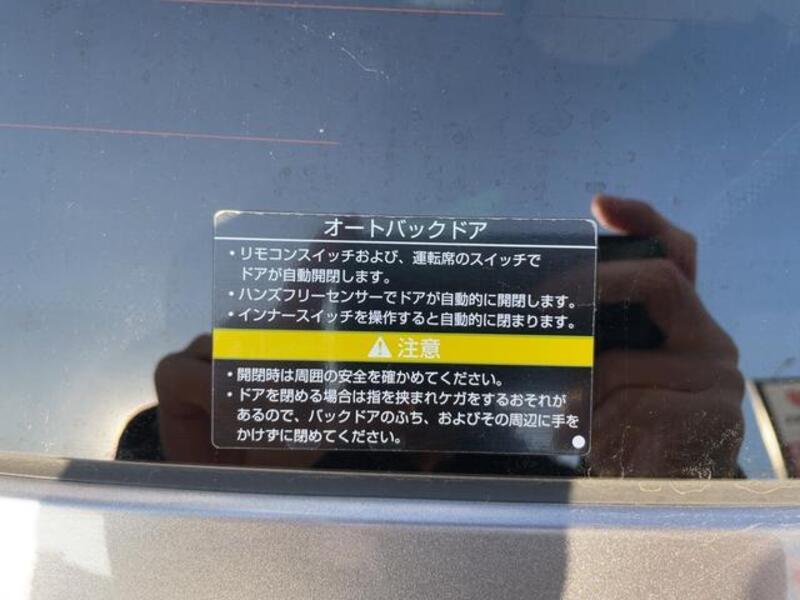 オートバックドア
・リモコンスイッチおよび、運転席のスイッチで
ドアが自動開閉します。
・ハンズフリーセンサーでドアが自動的に開閉します。
・インナースイッチを操作すると自動的に閉まります。
注意
・開閉時は周囲の安全を確かめてください。
・ドアを閉める場合は指を挟まれケガをするおそれが
あるので、バックドアのふち、およびその周辺に手を
かけずに閉めてください。